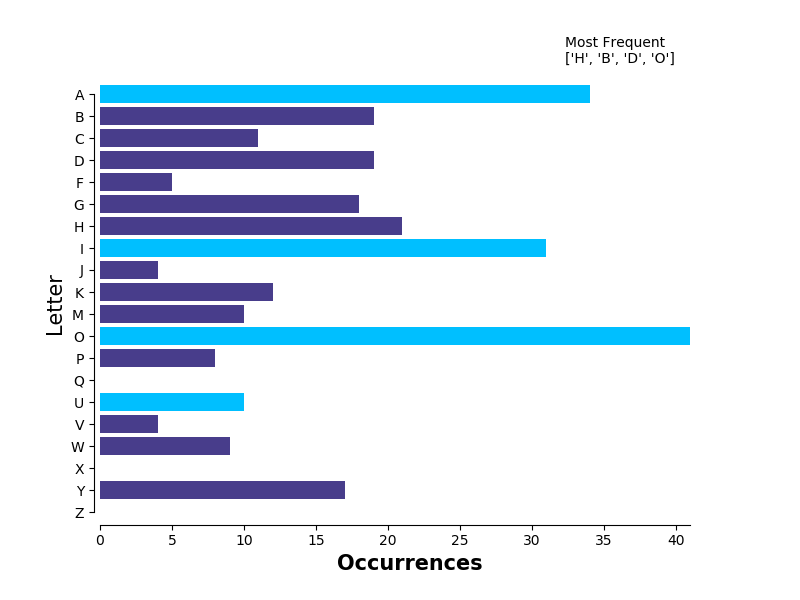 Most Frequent
['H', 'B', 'D', 'O']
A
B
C
D
F
G
H
I
J
K
M
O
P
Q
U
V
W
X
Y
Z
Letter
0 5 10 15 20 25 30 35 40
Occurrences